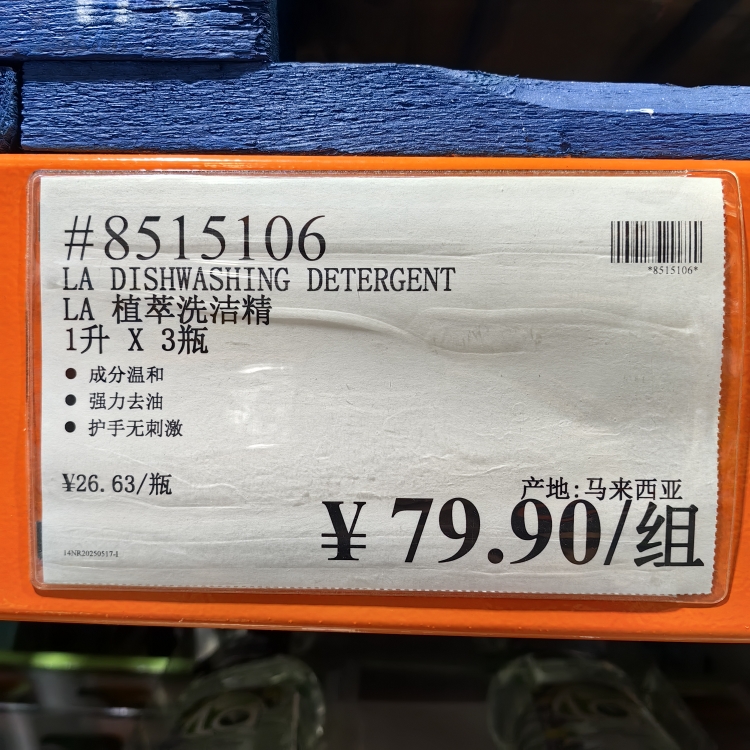 #8515106
*8515106*
LA DISHWASHING DETERGENT
LA 植萃洗洁精
1升 X 3瓶
● 成分温和
● 强力去油
● 护手无刺激
¥26.63/瓶
产地:马来西亚
¥ 79.90/组
14NR20250517-1